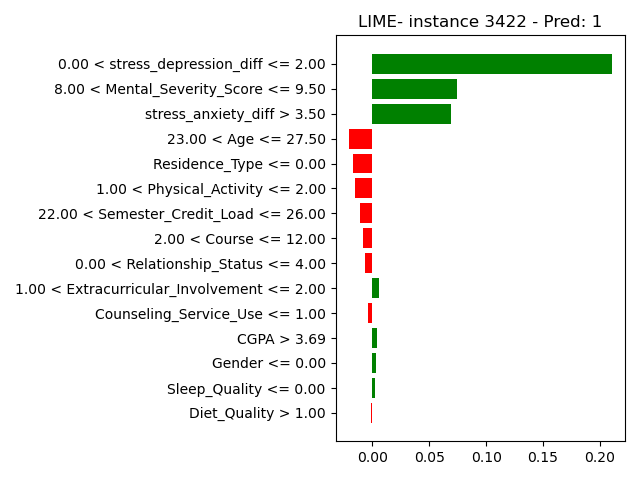 LIME- instance 3422 - Pred: 1
0.00 < stress_depression_diff <= 2.00
8.00 < Mental_Severity_Score <= 9.50
stress_anxiety_diff > 3.50
23.00 < Age <= 27.50
Residence_Type <= 0.00
1.00 < Physical_Activity <= 2.00
22.00 < Semester_Credit_Load <= 26.00
2.00 < Course <= 12.00
0.00 < Relationship_Status <= 4.00
1.00 < Extracurricular_Involvement <= 2.00
Counseling_Service_Use <= 1.00
CGPA > 3.69
Gender <= 0.00
Sleep_Quality <= 0.00
Diet_Quality > 1.00
0.00 0.05 0.10 0.15 0.20